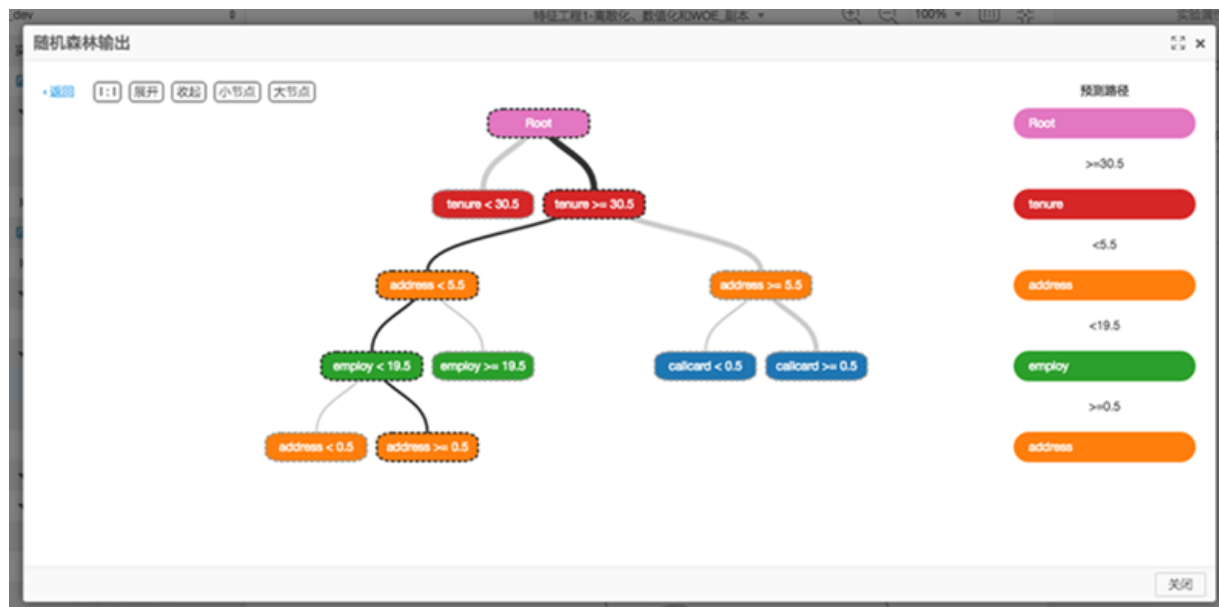 _dev
特征工程1-离散化、数值化和WOE_副本
100%
1:1
随机森林输出
返回 1:1 展开 收起 小节点 大节点
预测路径
Root
Root
>=30.5
tenure < 30.5 tenure >= 30.5
tenure
<5.5
address < 5.5 address >= 5.5
address
<19.5
employ < 19.5 employ >= 19.5 callcard < 0.5 callcard >= 0.5
employ
>=0.5
address < 0.5 address >= 0.5
address
关闭